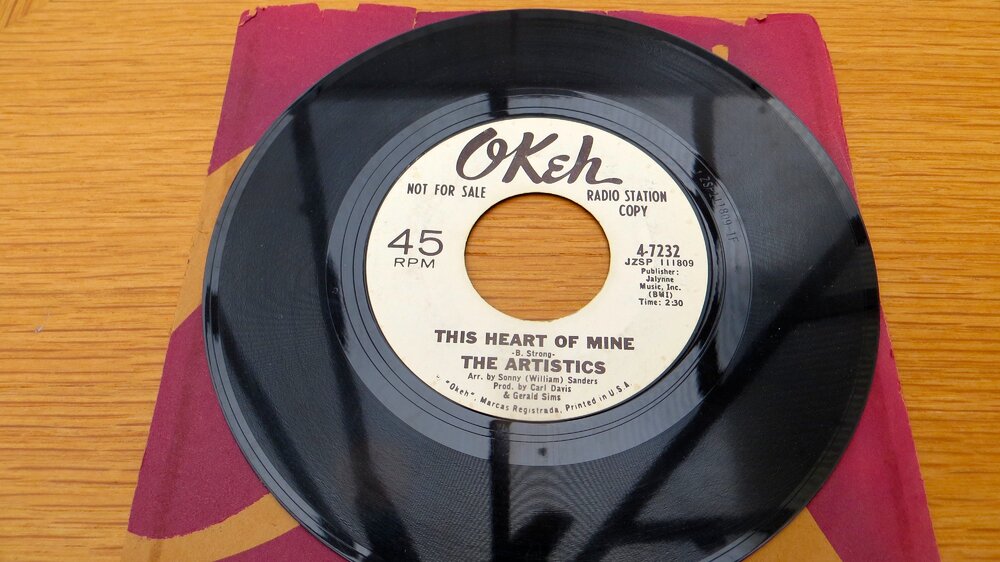 OKeh
NOT FOR SALE
RADIO STATION
COPY
45
RPM
4-7232
JZSP 111809
Publisher:
Jalynne
Music, Inc.
(BMI)
Time: 2:30
THIS HEART OF MINE
-B. Strong-
THE ARTISTICS
Arr. by Sonny (William) Sanders
Prod. by Carl Davis
& Gerald Sims
"Okeh", Marcas Registrada, Printed in U.S.A.